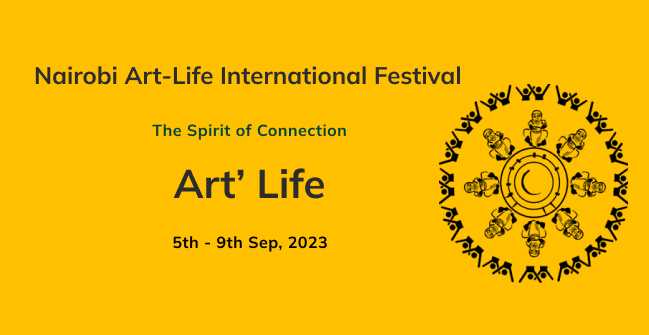 Nairobi Art-Life International Festival
The Spirit of Connection
Art’ Life
5th - 9th Sep, 2023